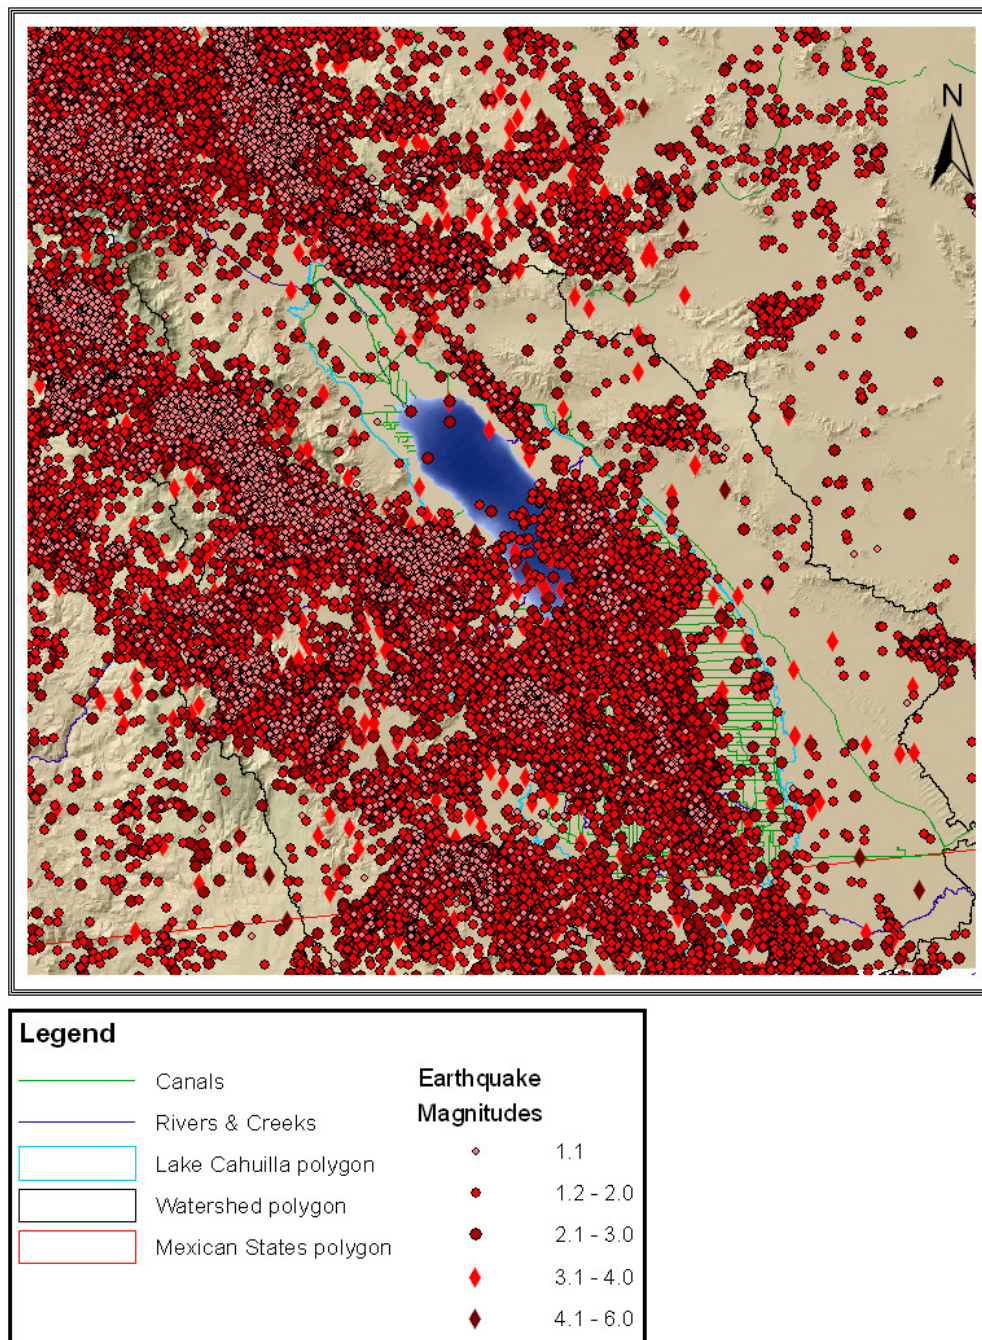 N
Legend
Canals
Rivers & Creeks
Lake Cahuilla polygon
Watershed polygon
Mexican States polygon
Earthquake
Magnitudes
1.1
1.2 - 2.0
2.1 - 3.0
3.1 - 4.0
4.1 - 6.0